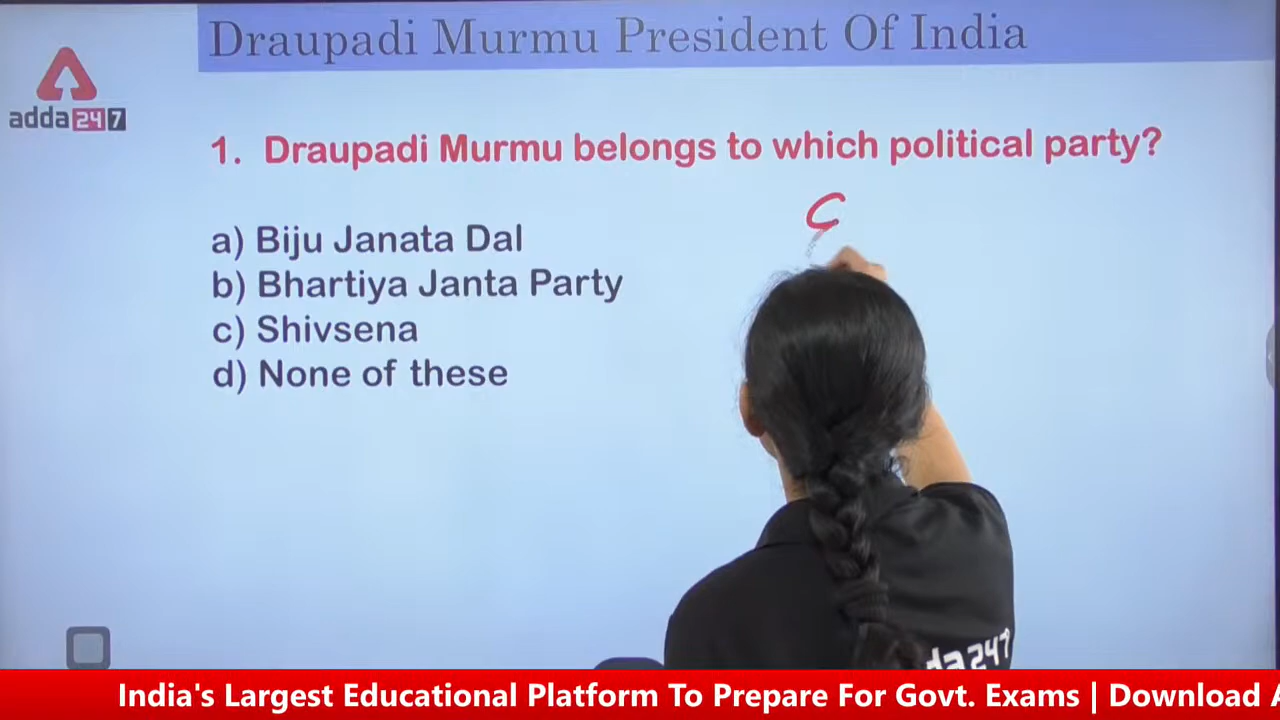 Draupadi Murmu President Of India
adda247
1. Draupadi Murmu belongs to which political party?
a) Biju Janata Dal
b) Bhartiya Janta Party
c) Shivsena
d) None of these
da247
India's Largest Educational Platform To Prepare For Govt. Exams | Download